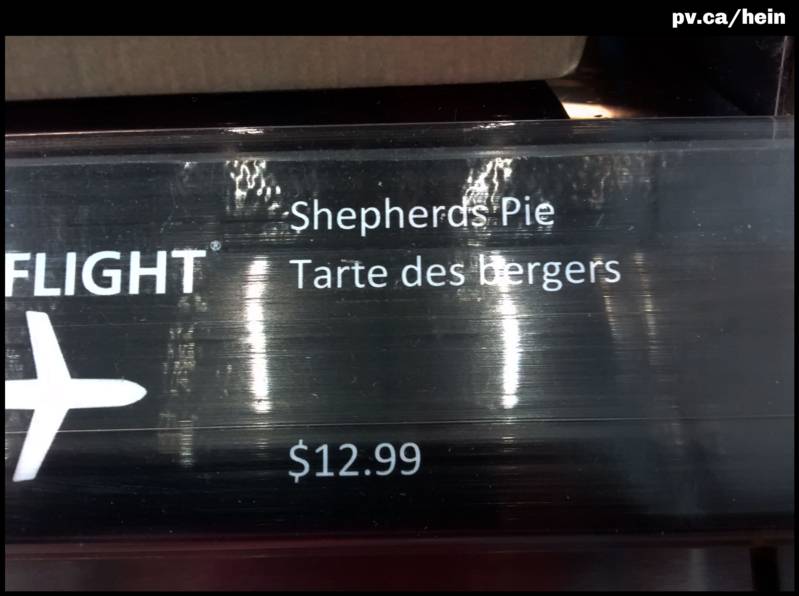 pv.ca/hein
Shepherds Pie
FLIGHT®
Tarte des bergers
$12.99